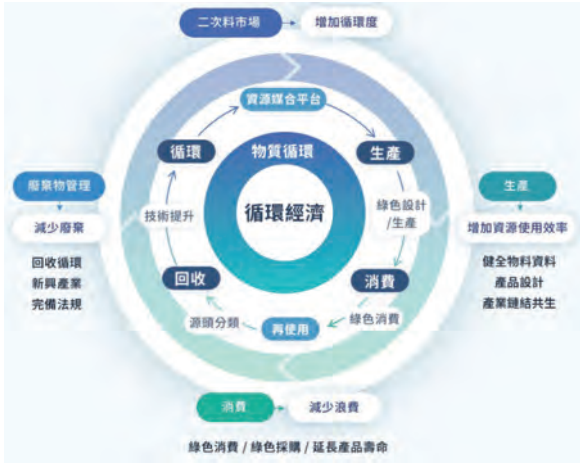 二次料市場
增加循環度
資源媒合平台
循環
物質循環
生產
廢棄物管理
生產
循環經濟
技術提升
綠色設計
/生產
減少廢棄
增加資源使用效率
回收循環
新興產業
完備法規
健全物料資料
產品設計
產業鏈結共生
回收
消費
源頭分類
再使用
綠色消費
消費
減少浪費
綠色消費 / 綠色採購 / 延長產品壽命